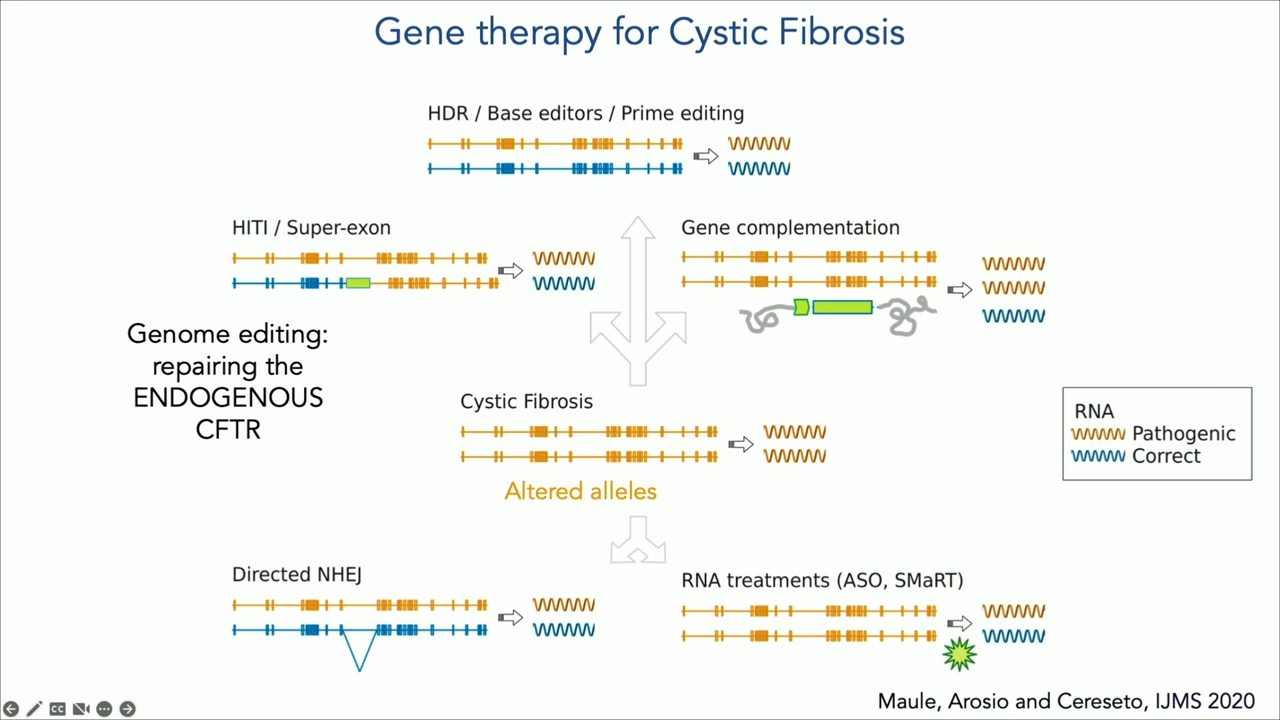 Gene therapy for Cystic Fibrosis
HDR / Base editors / Prime editing
HITI / Super-exon
Gene complementation
Genome editing:
repairing the
ENDOGENOUS
CFTR
Cystic Fibrosis
Altered alleles
RNA
Pathogenic
Correct
Directed NHEJ
RNA treatments (ASO, SMaRT)
Maule, Arosio and Cereseto, IJMS 2020
CC